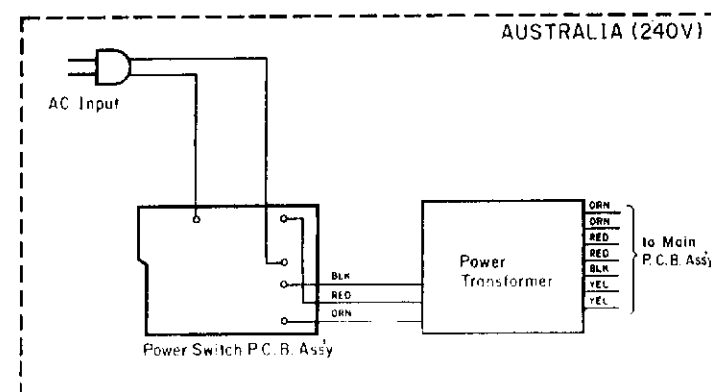 AUSTRALIA (240V)
AC Input
ORN
ORN
RED
RED
BLK
YEL
YEL
to Main
P.C.B. Ass'y
Power
Transformer
BLK
RED
ORN
Power Switch P.C.B. Ass'y